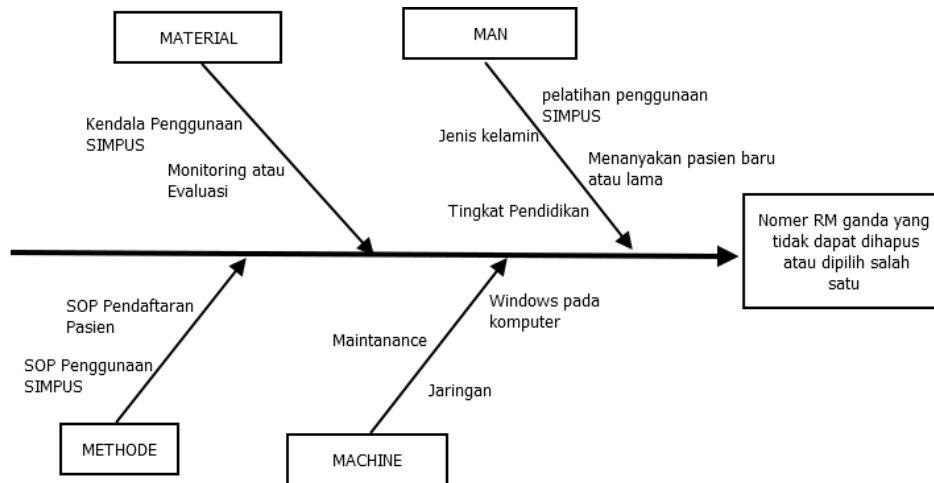 MATERIAL
MAN
Kendala Penggunaan
SIMPUS
Monitoring atau
Evaluasi
pelatihan penggunaan
SIMPUS
Jenis kelamin
Menanyakan pasien baru
atau lama
Tingkat Pendidikan
Nomer RM ganda yang
tidak dapat dihapus
atau dipilih salah
satu
SOP Pendaftaran
Pasien
SOP Penggunaan
SIMPUS
Windows pada
komputer
Maintanance
Jaringan
METHODE
MACHINE